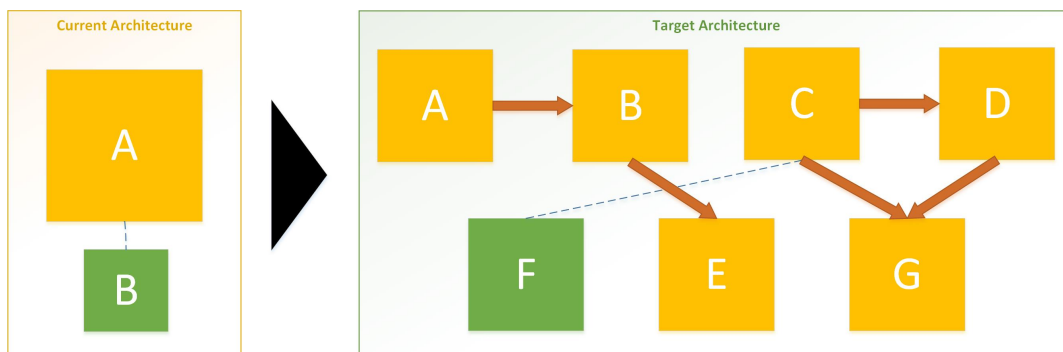 Current Architecture
A
B
Target Architecture
A
B
C
D
F
E
G